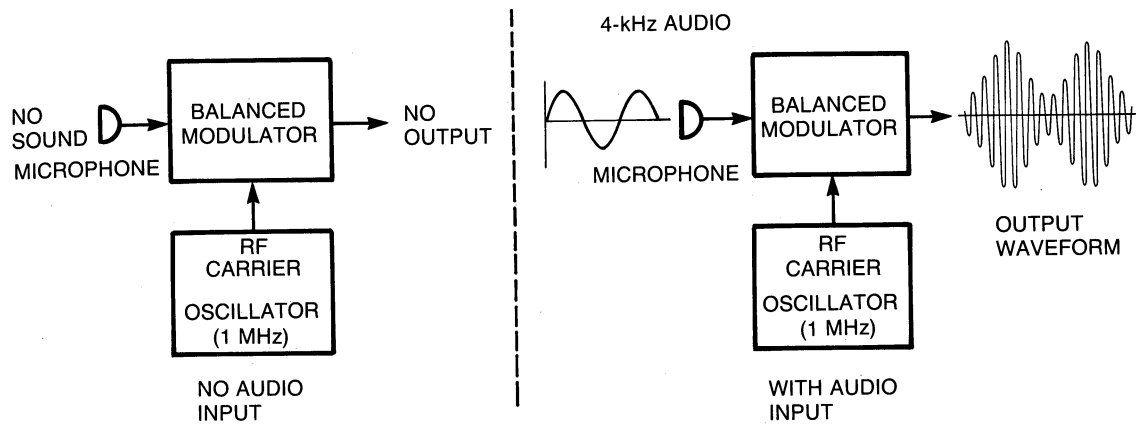 NO
SOUND
MICROPHONE
BALANCED
MODULATOR
NO
OUTPUT
RF
CARRIER
OSCILLATOR
(1 MHz)
NO AUDIO
INPUT
4-kHz AUDIO
MICROPHONE
BALANCED
MODULATOR
OUTPUT
WAVEFORM
RF
CARRIER
OSCILLATOR
(1 MHz)
WITH AUDIO
INPUT